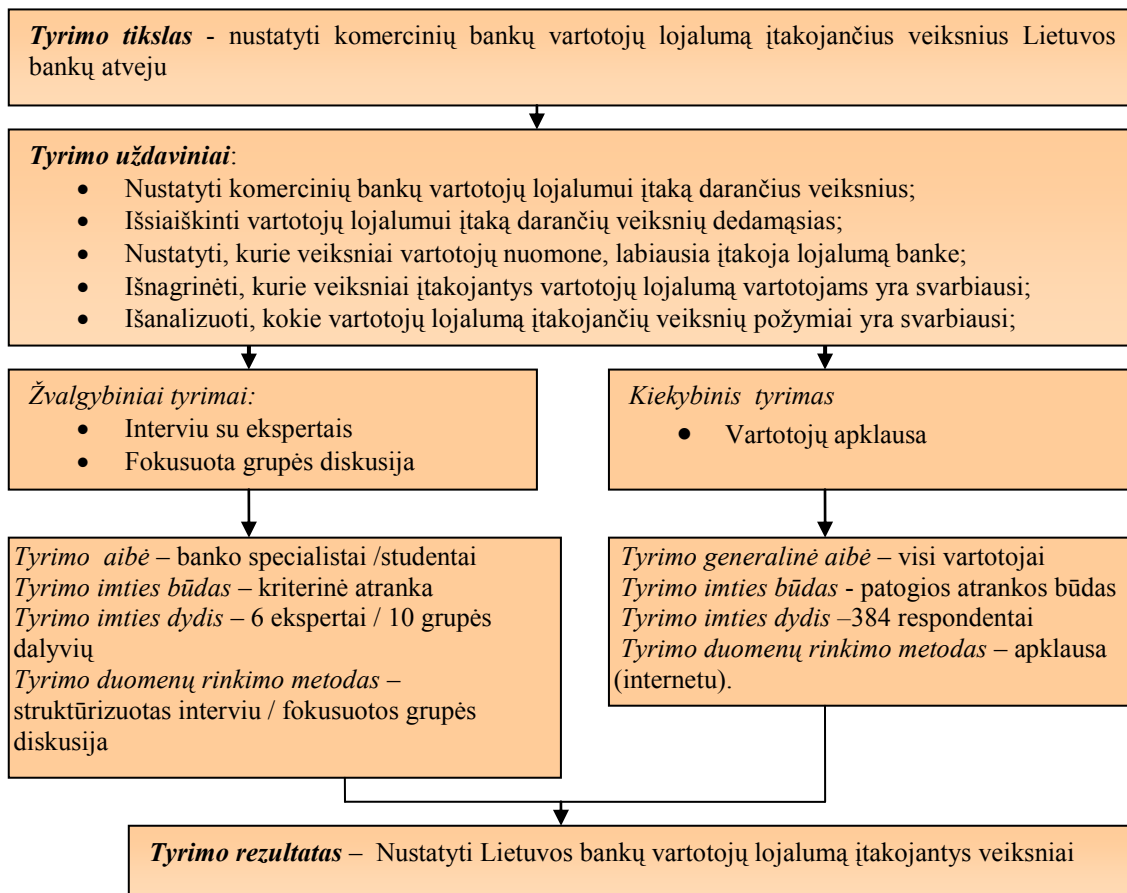 Tyrimo tikslas - nustatyti komercinių bankų vartotojų lojalumą įtakojančius veiksnius Lietuvos
bankų atveju
Tyrimo uždaviniai:
• Nustatyti komercinių bankų vartotojų lojalumui įtaką darančius veiksnius;
• Išsiaiškinti vartotojų lojalumui įtaką darančių veiksnių dedamąsias;
• Nustatyti, kurie veiksniai vartotojų nuomone, labiausia įtakoja lojalumą banke;
• Išnagrinėti, kurie veiksniai įtakojantys vartotojų lojalumą vartotojams yra svarbiausi;
• Išanalizuoti, kokie vartotojų lojalumą įtakojančių veiksnių požymiai yra svarbiausi;
Žvalgybiniai tyrimai:
• Interviu su ekspertais
• Fokusuota grupės diskusija
Kiekybinis tyrimas
• Vartotojų apklausa
Tyrimo aibė – banko specialistai /studentai
Tyrimo imties būdas – kriterinė atranka
Tyrimo imties dydis – 6 ekspertai / 10 grupės
dalyvių
Tyrimo duomenų rinkimo metodas –
struktūrizuotas interviu / fokusuotos grupės
diskusija
Tyrimo generalinė aibė – visi vartotojai
Tyrimo imties būdas - patogios atrankos būdas
Tyrimo imties dydis –384 respondentai
Tyrimo duomenų rinkimo metodas – apklausa
(internetu).
Tyrimo rezultatas – Nustatyti Lietuvos bankų vartotojų lojalumą įtakojantys veiksniai